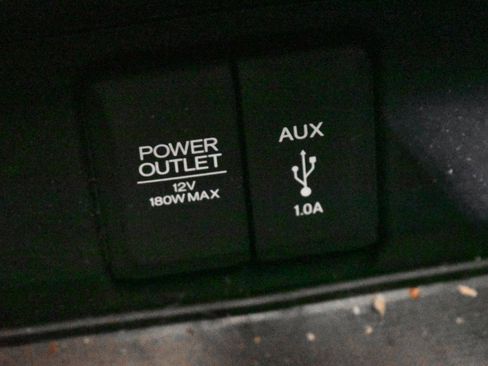 POWER
OUTLET
12V
180W MAX
AUX
1.0A